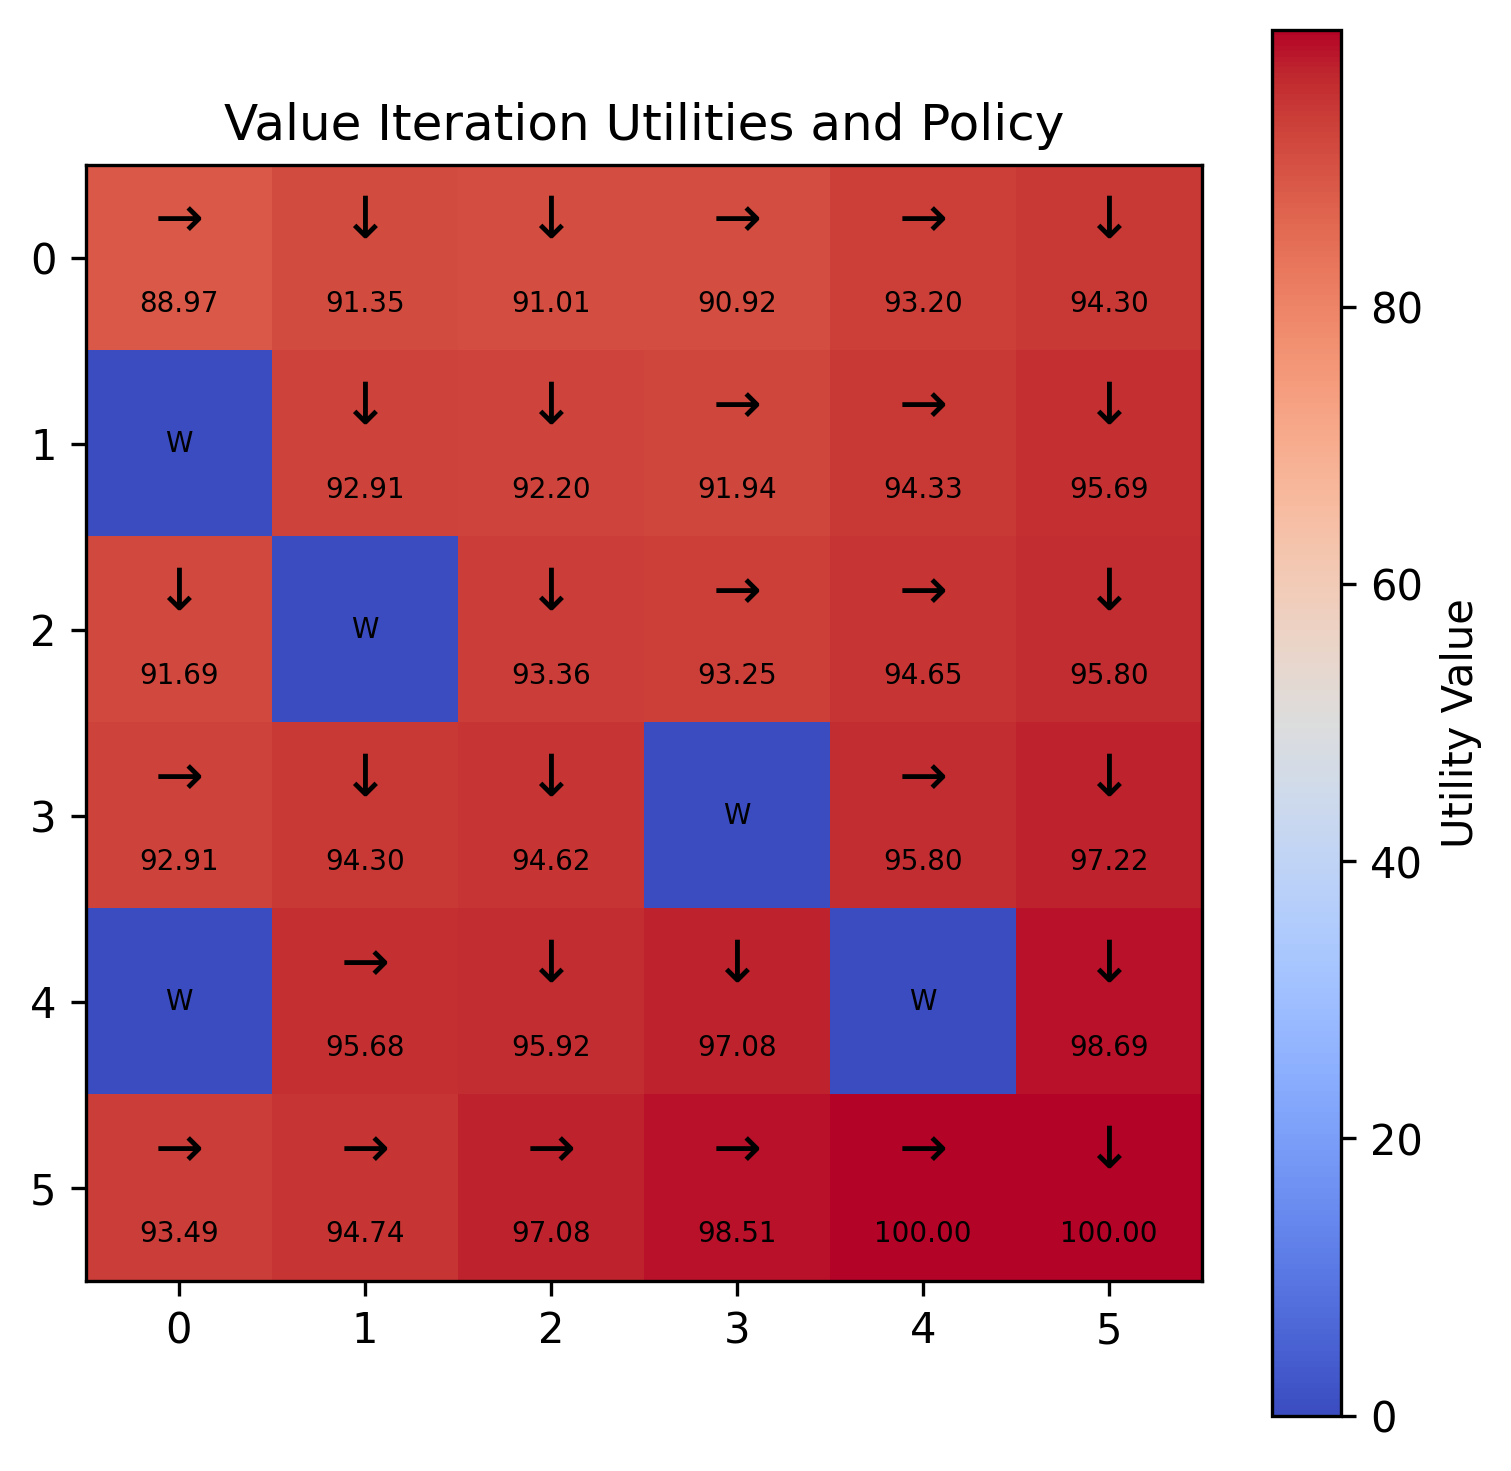 Value Iteration Utilities and Policy
→ ↓ ↓ → → ↓
0 88.97 91.35 91.01 90.92 93.20 94.30
↓ ↓ → → ↓
1 W 92.91 92.20 91.94 94.33 95.69
↓ ↓ → → ↓
2 91.69 W 93.36 93.25 94.65 95.80
→ ↓ ↓ → ↓
3 92.91 94.30 94.62 W 95.80 97.22
→ ↓ ↓ ↓
4 W 95.68 95.92 97.08 W 98.69
→ → → → → ↓
5 93.49 94.74 97.08 98.51 100.00 100.00
0 1 2 3 4 5
80
60
40
20
0
Utility Value